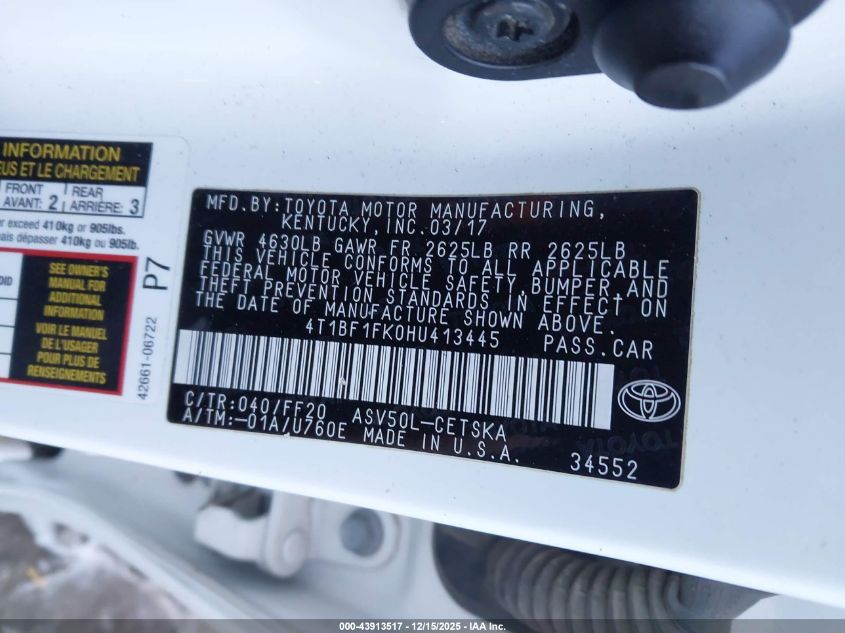 INFORMATION
EUS ET LE CHARGEMENT
FRONT
AVANT: 2
REAR
ARRIÈRE: 3
er exceed 410kg or 905lbs.
mais dépasser 410kg ou 905lb.
OID
SEE OWNER'S
MANUAL FOR
ADDITIONAL
INFORMATION
VOIR LE MANUEL
DE L'USAGER
POUR PLUS DE
RENSEIGNEMENTS
P7
42661-06722
MFD.BY:TOYOTA MOTOR MANUFACTURING,
KENTUCKY,INC.03/17
GVWR 4630LB GAWR FR 2625LB RR 2625LB
THIS VEHICLE CONFORMS TO ALL APPLICABLE
FEDERAL MOTOR VEHICLE SAFETY, BUMPER,AND
THEFT PREVENTION STANDARDS IN EFFECT ON
THE DATE OF MANUFACTURE SHOWN ABOVE.
4T1BF1FK0HU413445 PASS.CAR
C/TR:040/FF20 ASV50L-CETSKA
A/TM:-01A/U760E MADE IN U.S.A.
34552
000-43913517 - 12/15/2025 - IAA Inc.